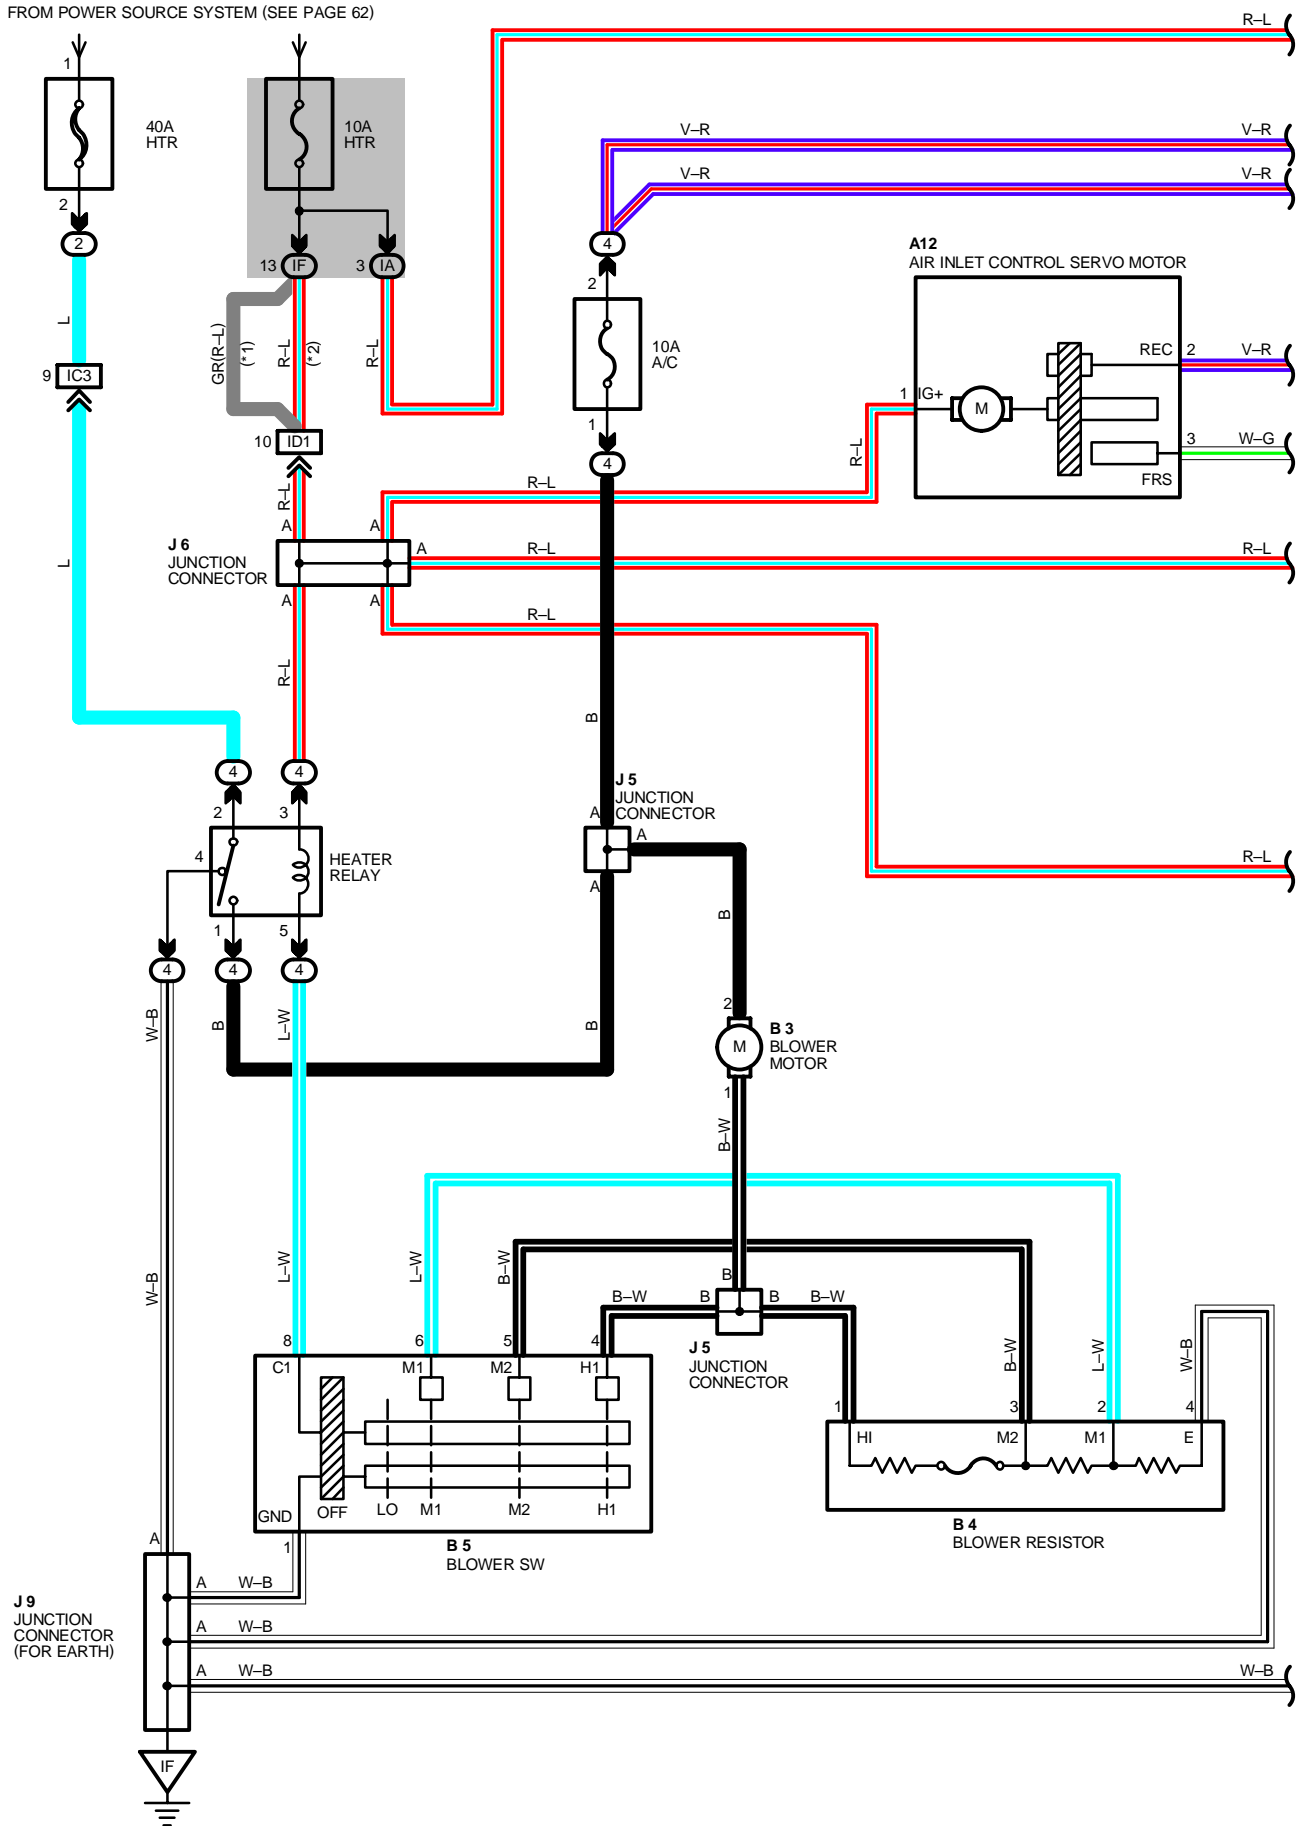 FROM POWER SOURCE SYSTEM (SEE PAGE 62)
R–L
1
40A
HTR
10A
HTR
V–R
V–R
V–R
V–R
2
2
13 IF
3 IA
4
2
A12
AIR INLET CONTROL SERVO MOTOR
L
GR(R–L)
(*1)
R–L
(*2)
R–L
10A
A/C
REC
2
V–R
9 IC3
1
IG+
M
1
10 ID1
4
R–L
3
W–G
FRS
R–L
R–L
A
A
J 6
JUNCTION
CONNECTOR
A
R–L
R–L
L
A
A
R–L
R–L
B
4
4
J 5
JUNCTION
CONNECTOR
2
3
A
A
4
HEATER
RELAY
R–L
A
1
5
B
4
4
4
2
W–B
B
L–W
B
M
B 3
BLOWER
MOTOR
1
B–W
W–B
L–W
L–W
B–W
B
B–W
B
B
B–W
8
6
5
4
J 5
JUNCTION
CONNECTOR
B–W
L–W
W–B
C1
M1
M2
H1
1
3
2
4
HI
M2
M1
E
GND
OFF
LO
M1
M2
H1
B 4
BLOWER RESISTOR
A
1
B 5
BLOWER SW
A
W–B
J 9
JUNCTION
CONNECTOR
(FOR EARTH)
A
W–B
A
W–B
W–B
IF